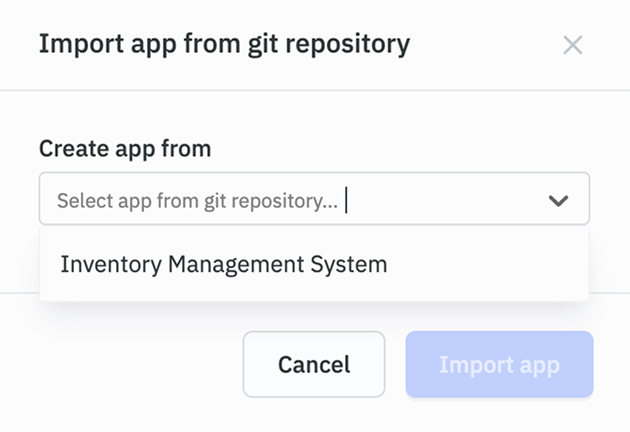 Import app from git repository
Create app from
Select app from git repository...
Inventory Management System
Cancel
Import app